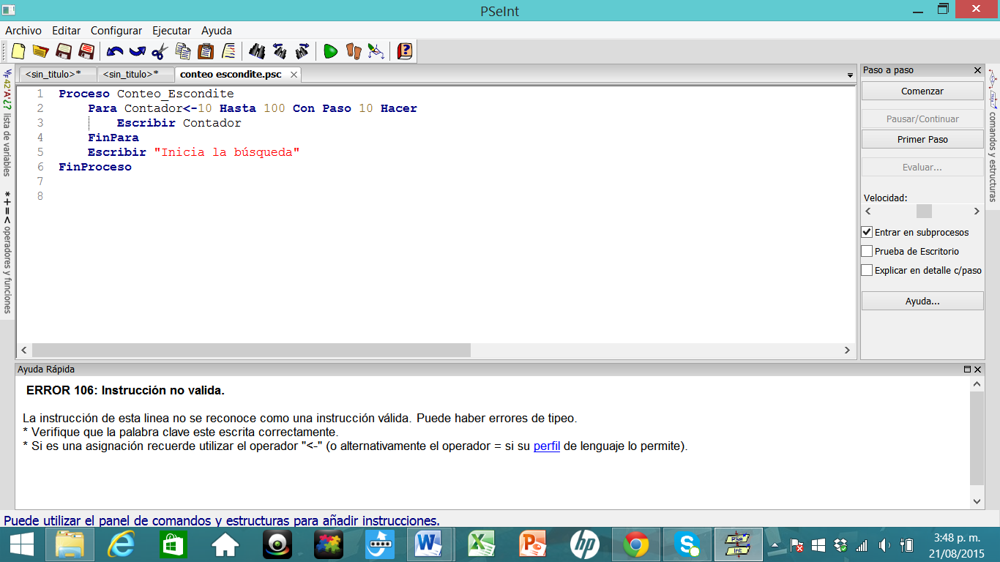 PSeInt
Archivo Editar Configurar Ejecutar Ayuda
<sin_titulo>* <sin_titulo>* conteo escondite.psc
Paso a paso
1 Proceso Conteo_Escondite
2 Para Contador<-10 Hasta 100 Con Paso 10 Hacer
3 Escribir Contador
4 FinPara
5 Escribir "Inicia la búsqueda"
6 FinProceso
7
8
lista de variables
*+=< operadores y funciones
Comenzar
Pausar/Continuar
Primer Paso
Evaluar...
Velocidad:
Entrar en subprocesos
Prueba de Escritorio
Explicar en detalle c/paso
Ayuda...
comandos y estructuras
Ayuda Rápida
ERROR 106: Instrucción no valida.
La instrucción de esta linea no se reconoce como una instrucción válida. Puede haber errores de tipeo.
* Verifique que la palabra clave este escrita correctamente.
* Si es una asignación recuerde utilizar el operador "<-" (o alternativamente el operador = si su perfil de lenguaje lo permite).
Puede utilizar el panel de comandos y estructuras para añadir instrucciones.
3:48 p. m.
21/08/2015